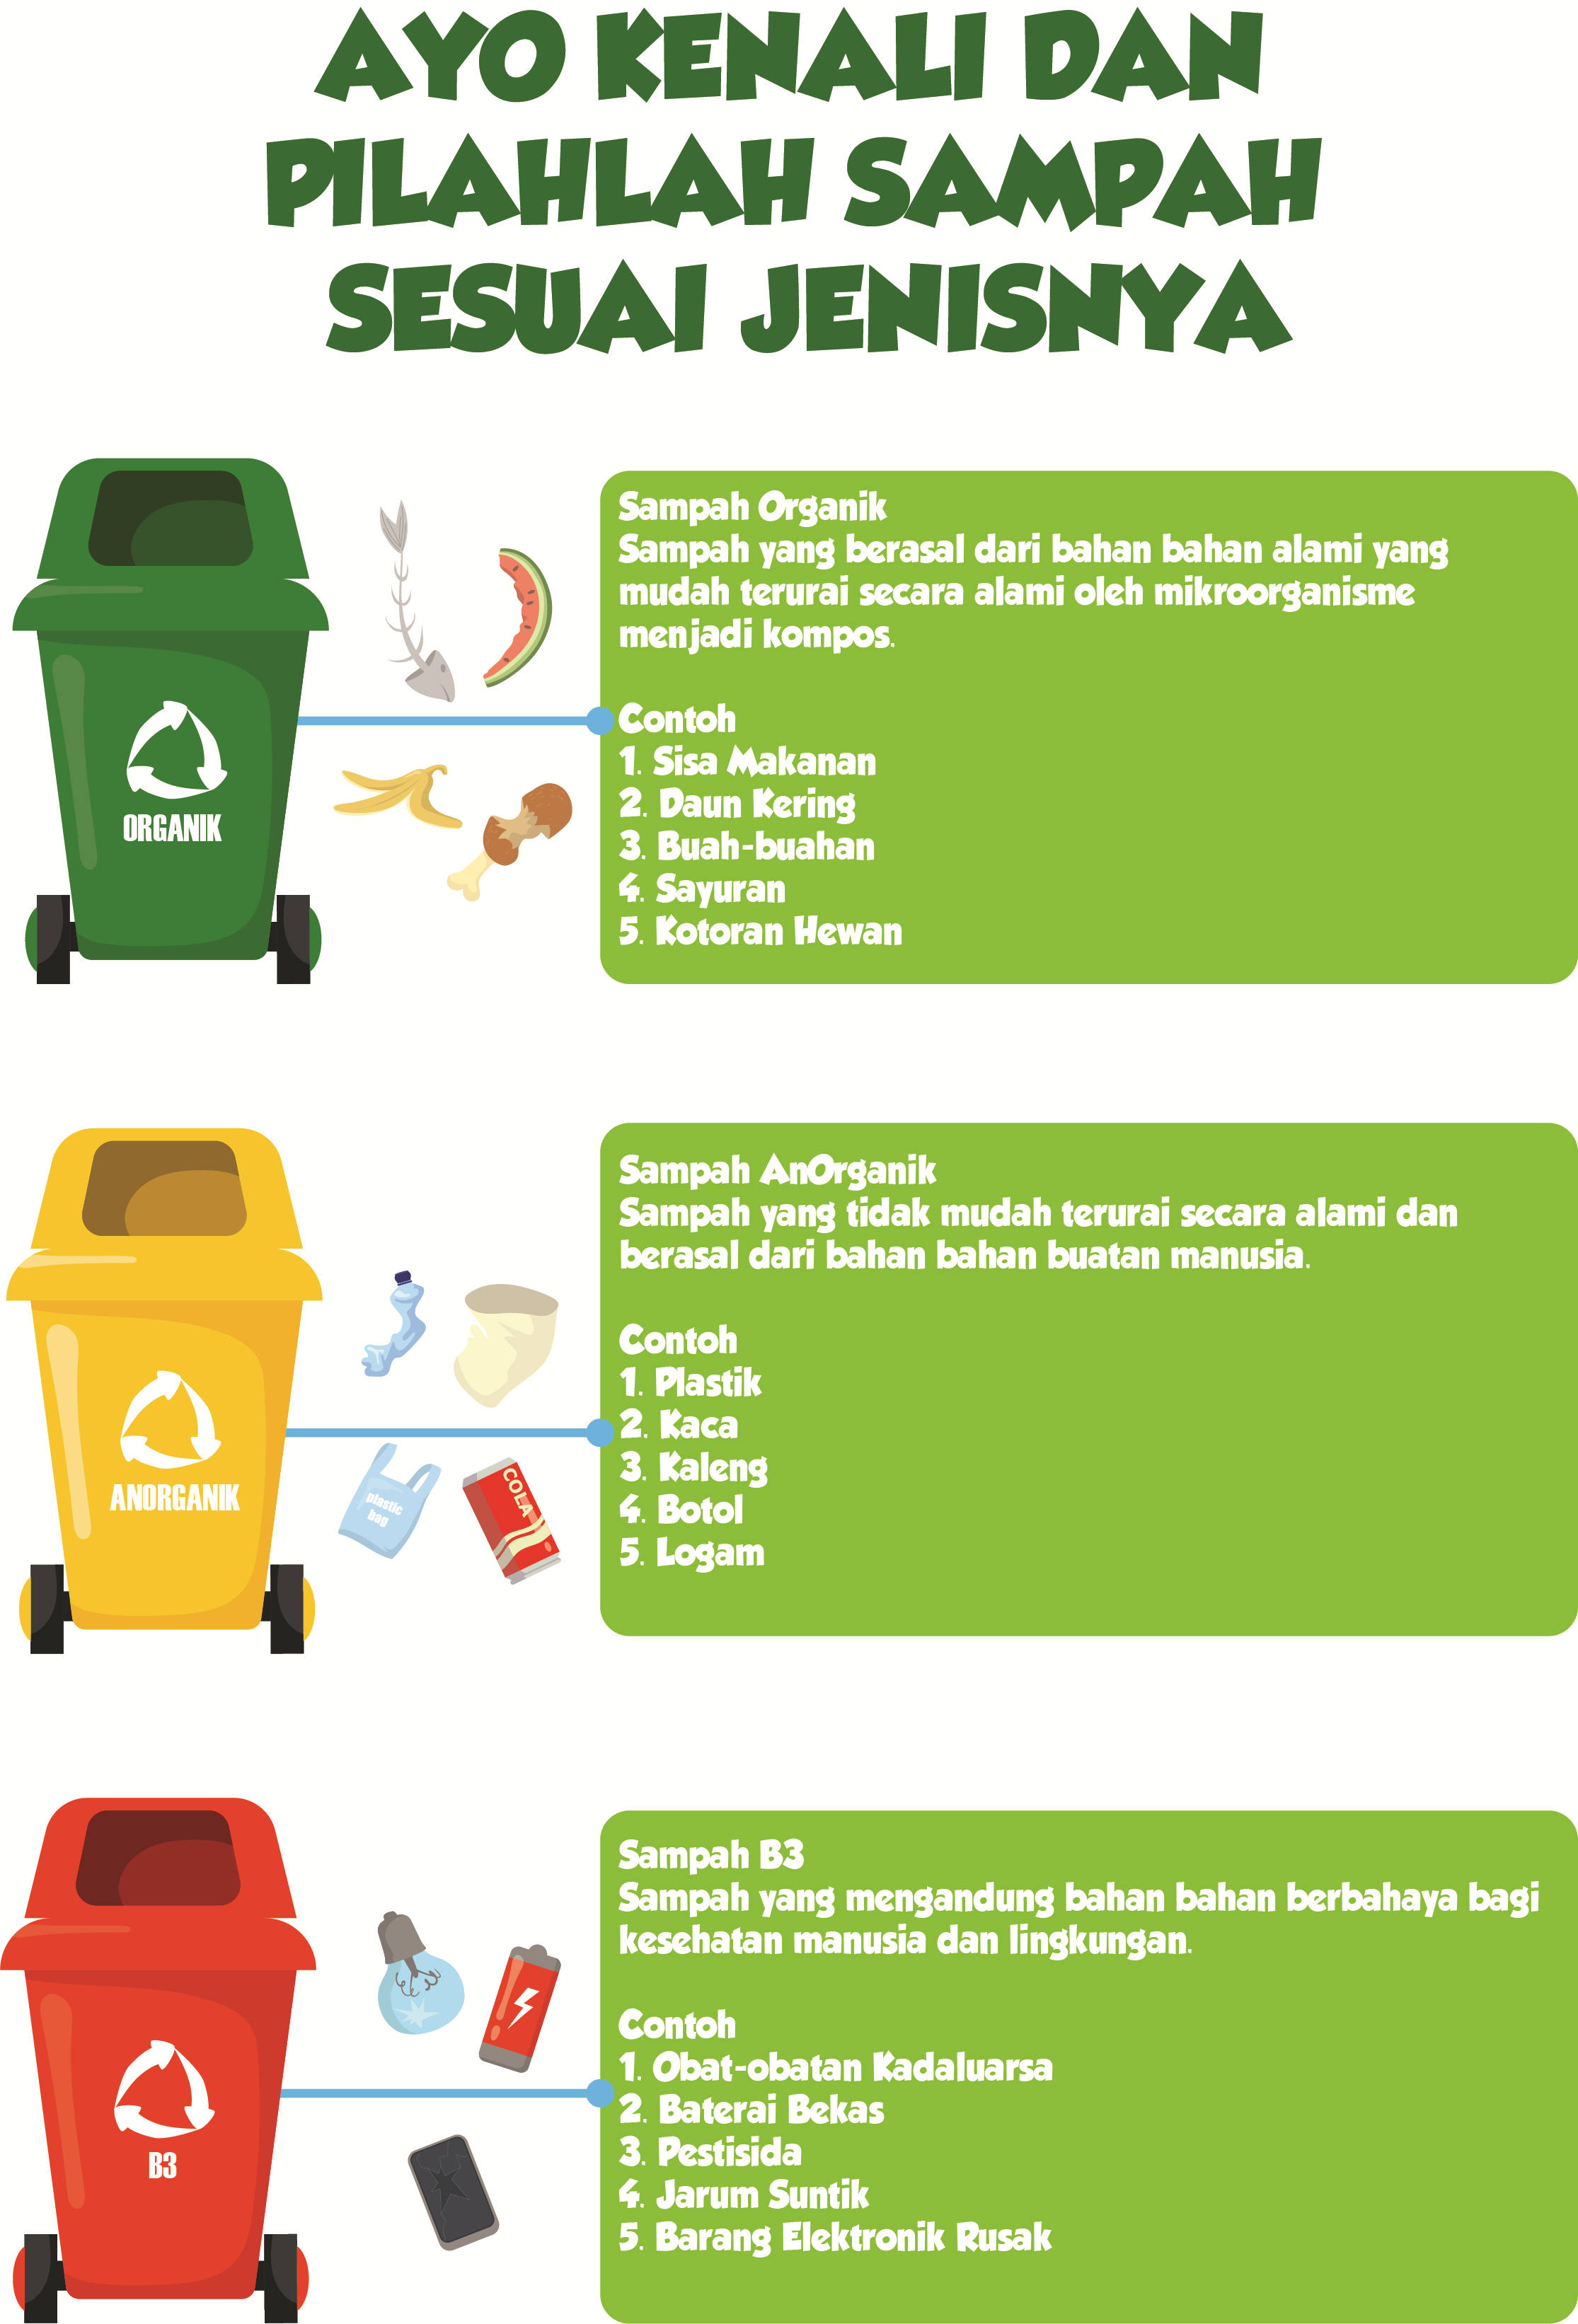 AYO KENALI DAN
PILAHLAH SAMPAH
SESUAI JENISNYA
ORGANIK
Sampah Organik
Sampah yang berasal dari bahan bahan alami yang
mudah terurai secara alami oleh mikroorganisme
menjadi kompos.
Contoh
1. Sisa Makanan
2. Daun Kering
3. Buah-buahan
4. Sayuran
5. Kotoran Hewan
ANORGANIK
plastic
bag
COLA
Sampah AnOrganik
Sampah yang tidak mudah terurai secara alami dan
berasal dari bahan bahan buatan manusia.
Contoh
1. Plastik
2. Kaca
3. Kaleng
4. Botol
5. Logam
B3
Sampah B3
Sampah yang mengandung bahan bahan berbahaya bagi
kesehatan manusia dan lingkungan.
Contoh
1. Obat-obatan Kadaluarsa
2. Baterai Bekas
3. Pestisida
4. Jarum Suntik
5. Barang Elektronik Rusak